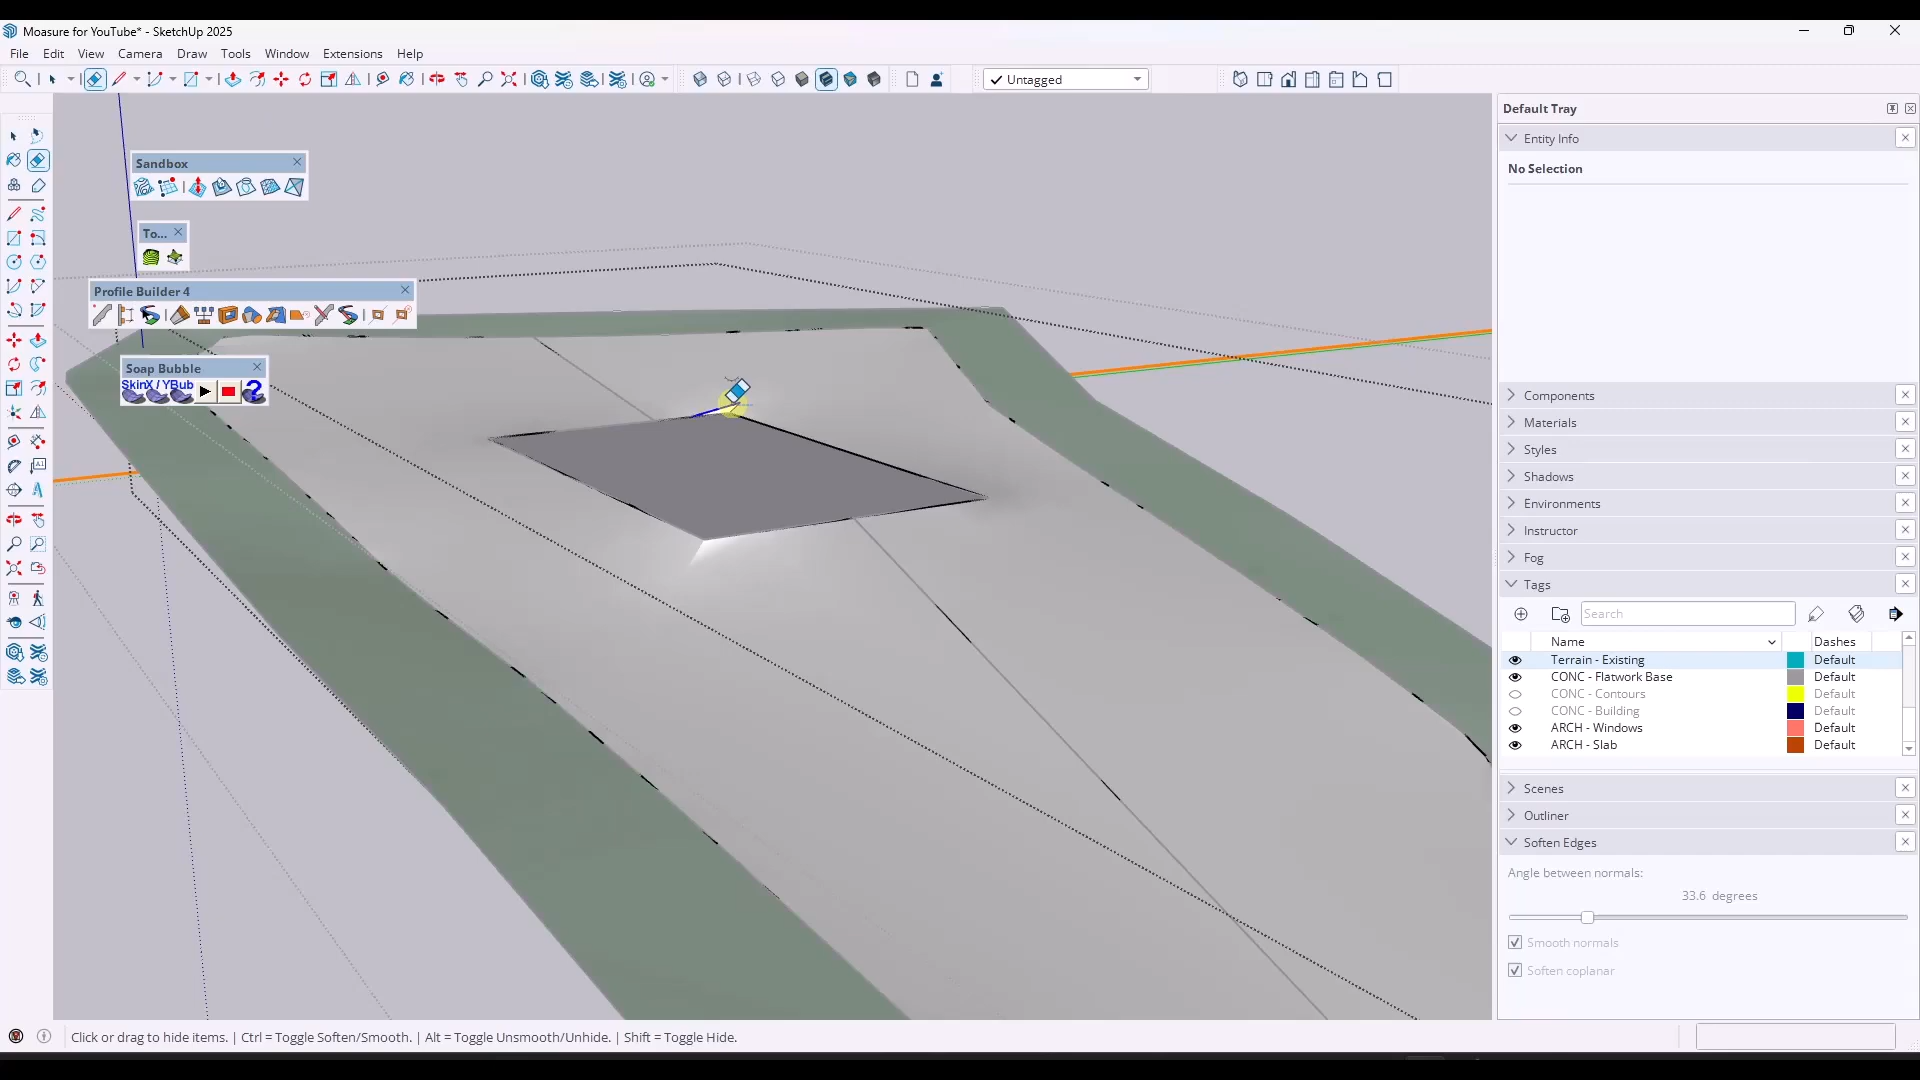 Moasure for YouTube* - SketchUp 2025
File Edit View Camera Draw Tools Window Extensions Help
Untagged
Default Tray
Entity Info
No Selection
Sandbox
To...
Profile Builder 4
Soap Bubble
SkinX / YBub
Components
Materials
Styles
Shadows
Environments
Instructor
Fog
Tags
Search
Name Dashes
Terrain - Existing Default
CONC - Flatwork Base Default
CONC - Contours Default
CONC - Building Default
ARCH - Windows Default
ARCH - Slab Default
Scenes
Outliner
Soften Edges
Angle between normals:
33.6 degrees
Smooth normals
Soften coplanar
Click or drag to hide items. | Ctrl = Toggle Soften/Smooth. | Alt = Toggle Unsmooth/Unhide. | Shift = Toggle Hide.